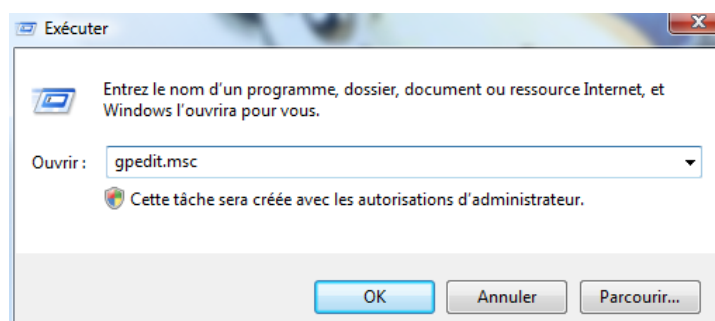 Exécuter
Entrez le nom d'un programme, dossier, document ou ressource Internet, et
Windows l'ouvrira pour vous.
Ouvrir : gpedit.msc
Cette tâche sera créée avec les autorisations d'administrateur.
OK Annuler Parcourir...